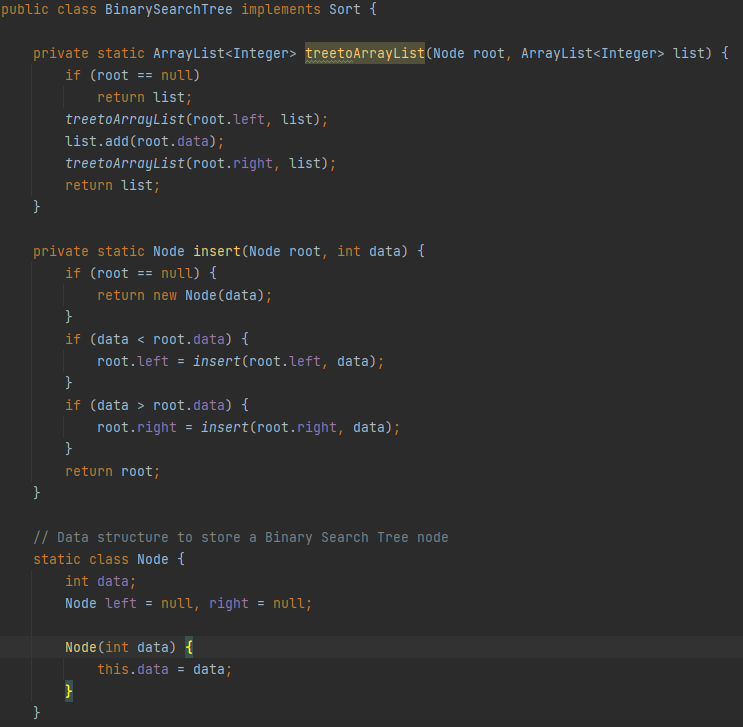 public class BinarySearchTree implements Sort {
private static ArrayList<Integer> treetoArrayList(Node root, ArrayList<Integer> list) {
if (root == null)
return list;
treetoArrayList(root.left, list);
list.add(root.data);
treetoArrayList(root.right, list);
return list;
}
private static Node insert(Node root, int data) {
if (root == null) {
return new Node(data);
}
if (data < root.data) {
root.left = insert(root.left, data);
}
if (data > root.data) {
root.right = insert(root.right, data);
}
return root;
}
// Data structure to store a Binary Search Tree node
static class Node {
int data;
Node left = null, right = null;
Node(int data) {
this.data = data;
}
}